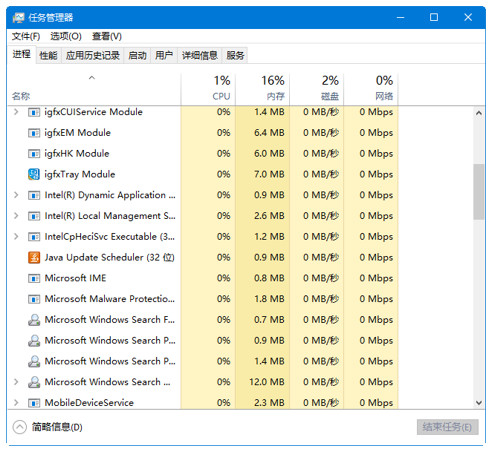 任务管理器
文件(F) 选项(O) 查看(V)
进程 性能 应用历史记录 启动 用户 详细信息 服务
1% 16% 2% 0%
名称 CPU 内存 磁盘 网络
igfxCUIService Module 0% 1.4 MB 0 MB/秒 0 Mbps
igfxEM Module 0% 6.4 MB 0 MB/秒 0 Mbps
igfxHK Module 0% 6.0 MB 0 MB/秒 0 Mbps
igfxTray Module 0% 7.0 MB 0 MB/秒 0 Mbps
Intel(R) Dynamic Application ... 0% 0.9 MB 0 MB/秒 0 Mbps
Intel(R) Local Management S... 0% 2.6 MB 0 MB/秒 0 Mbps
IntelCpHeciSvc Executable (3... 0% 1.2 MB 0 MB/秒 0 Mbps
Java Update Scheduler (32 位) 0% 0.9 MB 0 MB/秒 0 Mbps
Microsoft IME 0% 0.8 MB 0 MB/秒 0 Mbps
Microsoft Malware Protectio... 0% 1.8 MB 0 MB/秒 0 Mbps
Microsoft Windows Search F... 0% 0.7 MB 0 MB/秒 0 Mbps
Microsoft Windows Search P... 0% 0.9 MB 0 MB/秒 0 Mbps
Microsoft Windows Search P... 0% 1.4 MB 0 MB/秒 0 Mbps
Microsoft Windows Search ... 0% 12.0 MB 0 MB/秒 0 Mbps
MobileDeviceService 0% 2.3 MB 0 MB/秒 0 Mbps
简略信息(D) 结束任务(E)